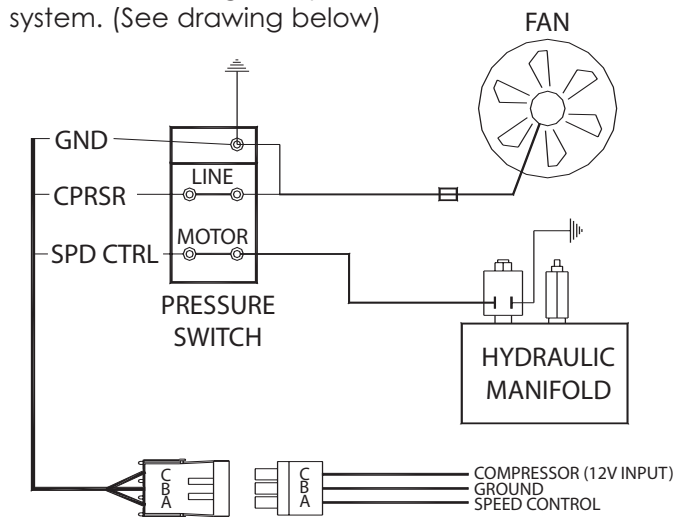 system. (See drawing below)
FAN
GND
LINE
CPRSR
MOTOR
SPD CTRL
PRESSURE
SWITCH
HYDRAULIC
MANIFOLD
C
B
A
C
B
A
COMPRESSOR (12V INPUT)
GROUND
SPEED CONTROL